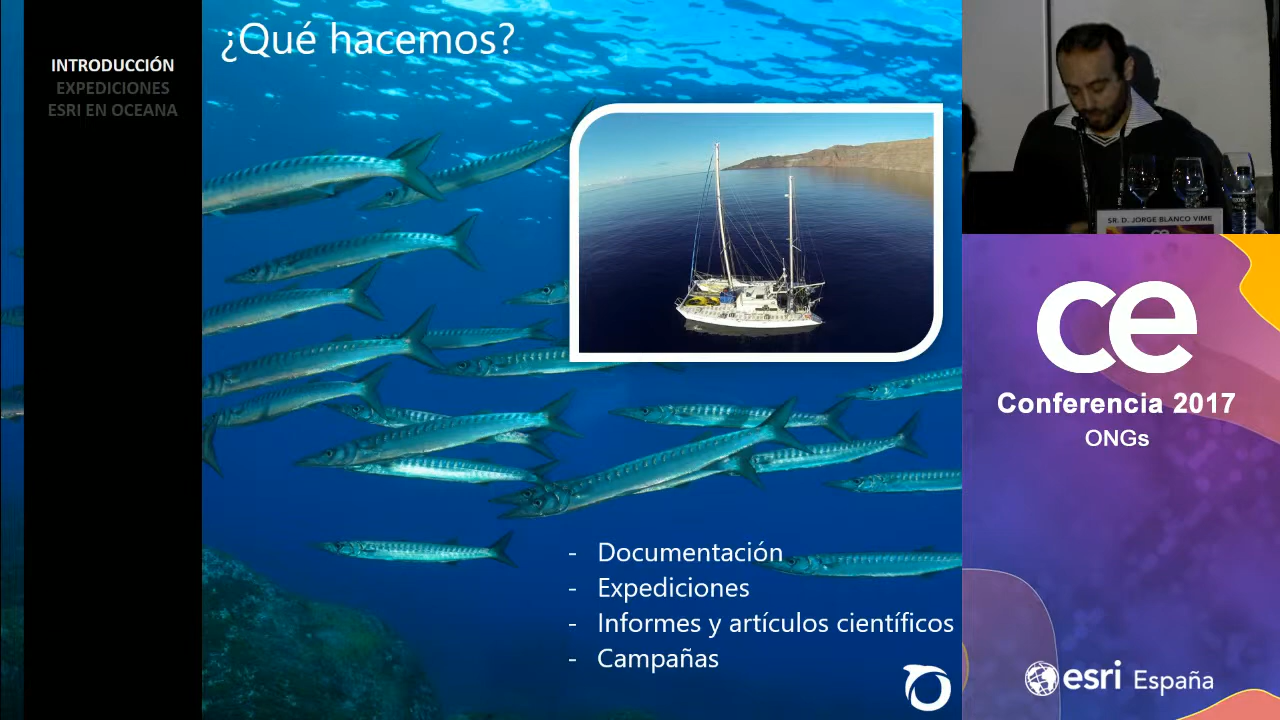 INTRODUCCIÓN
EXPEDICIONES
ESRI EN OCEANA
¿Qué hacemos?
- Documentación
- Expediciones
- Informes y artículos científicos
- Campañas
SR. D. JORGE BLANCO VIME
ce
ce
Conferencia 2017
ONGs
esri España